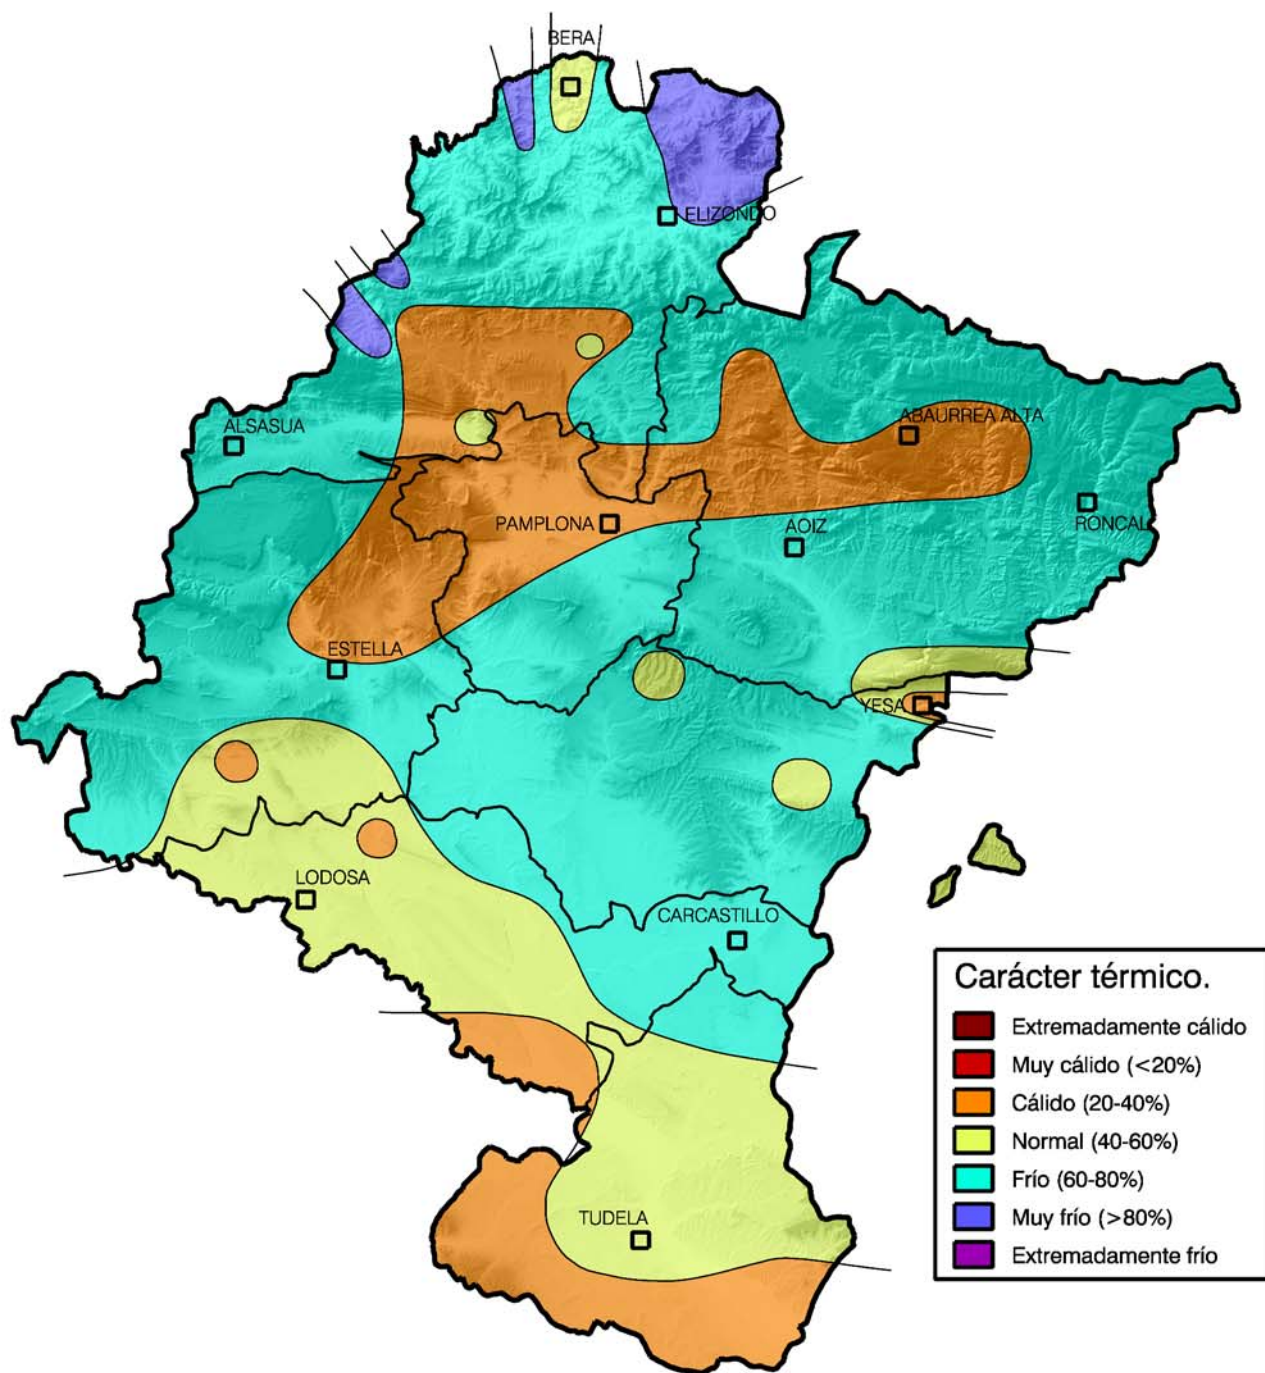 BERA
ELIZONDO
ALSASUA
ABAURREA ALTA
PAMPLONA
AOIZ
RONCAL
ESTELLA
YESA
LODOSA
CARCASTILLO
TUDELA
Carácter térmico.
Extremadamente cálido
Muy cálido (<20%)
Cálido (20-40%)
Normal (40-60%)
Frío (60-80%)
Muy frío (>80%)
Extremadamente frío